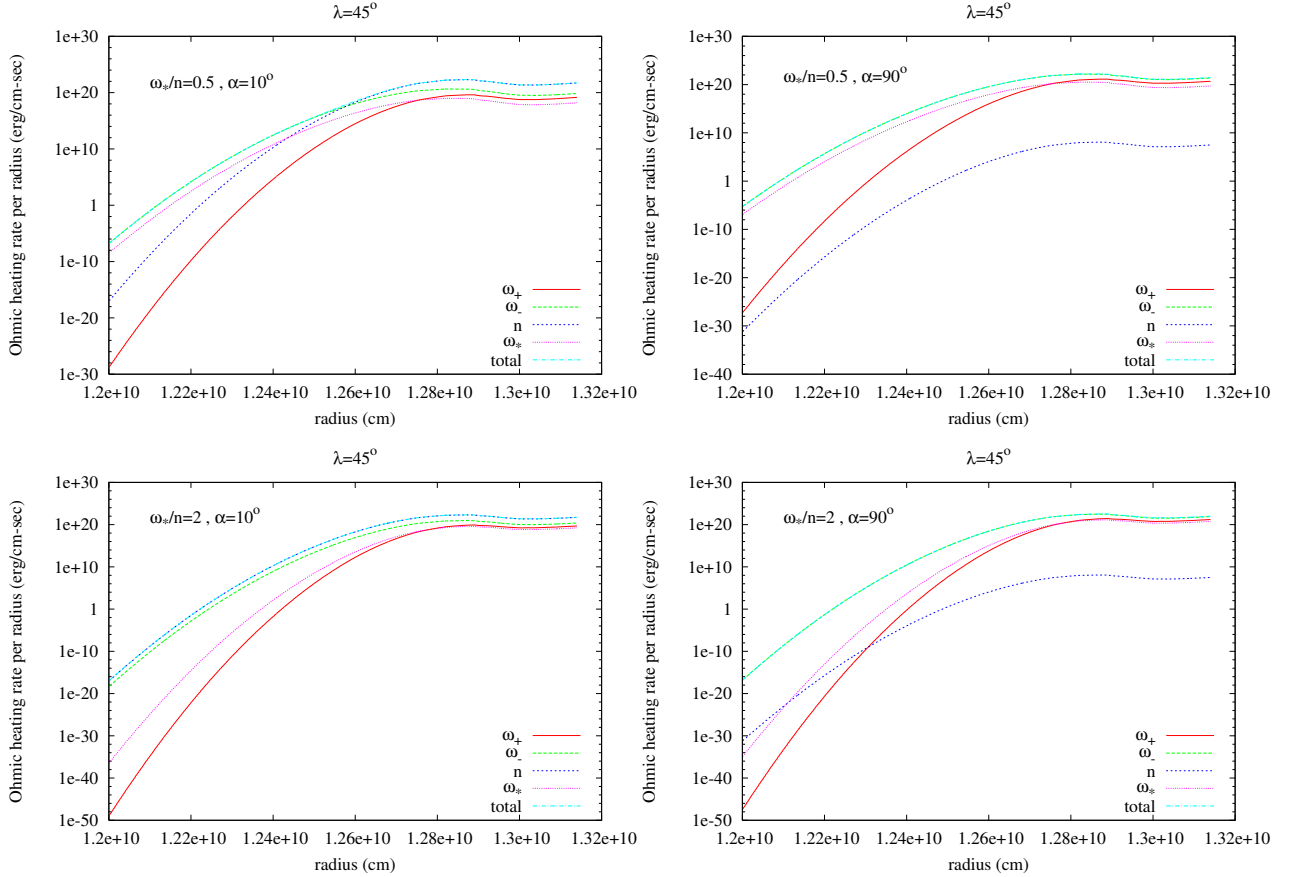 λ=45°
ω*/n=0.5 , α=10°
Ohmic heating rate per radius (erg/cm-sec)
1e+30
1e+20
1e+10
1
1e-10
1e-20
1e-30
ω+
ω-
n
ω*
total
1.2e+10 1.22e+10 1.24e+10 1.26e+10 1.28e+10 1.3e+10 1.32e+10
radius (cm)
λ=45°
ω*/n=0.5 , α=90°
Ohmic heating rate per radius (erg/cm-sec)
1e+30
1e+20
1e+10
1
1e-10
1e-20
1e-30
1e-40
ω+
ω-
n
ω*
total
1.2e+10 1.22e+10 1.24e+10 1.26e+10 1.28e+10 1.3e+10 1.32e+10
radius (cm)
λ=45°
ω*/n=2 , α=10°
Ohmic heating rate per radius (erg/cm-sec)
1e+30
1e+20
1e+10
1
1e-10
1e-20
1e-30
1e-40
1e-50
ω+
ω-
n
ω*
total
1.2e+10 1.22e+10 1.24e+10 1.26e+10 1.28e+10 1.3e+10 1.32e+10
radius (cm)
λ=45°
ω*/n=2 , α=90°
Ohmic heating rate per radius (erg/cm-sec)
1e+30
1e+20
1e+10
1
1e-10
1e-20
1e-30
1e-40
1e-50
ω+
ω-
n
ω*
total
1.2e+10 1.22e+10 1.24e+10 1.26e+10 1.28e+10 1.3e+10 1.32e+10
radius (cm)